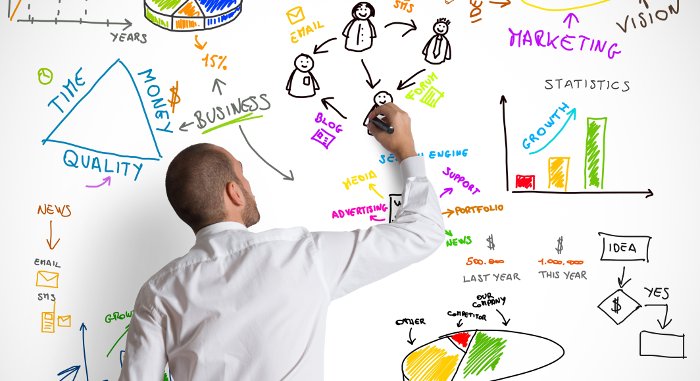 YEARS
15%
EMAIL
SMS
IDE
MARKETING
VISION
TIME
MONEY
$
QUALITY
BUSINESS
BLOG
FORUM
STATISTICS
GROWTH
ENGINE
MEDIA
SUPPORT
ADVERTISING
PORTFOLIO
NEWS
NEWS
EMAIL
SMS
$
500.000
LAST YEAR
$
1.000.000
THIS YEAR
IDEA
$
YES
OUR
COMPANY
COMPETITOR
OTHER